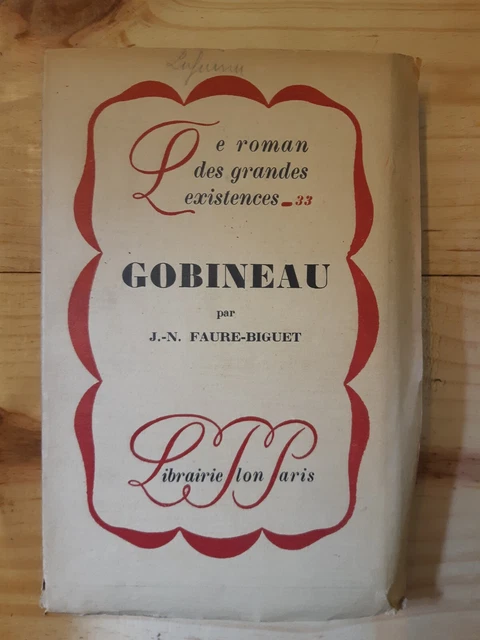 Le roman
des grandes
existences - 33
GOBINEAU
par
J.-N. FAURE-BIGUET
Librairie Plon Paris